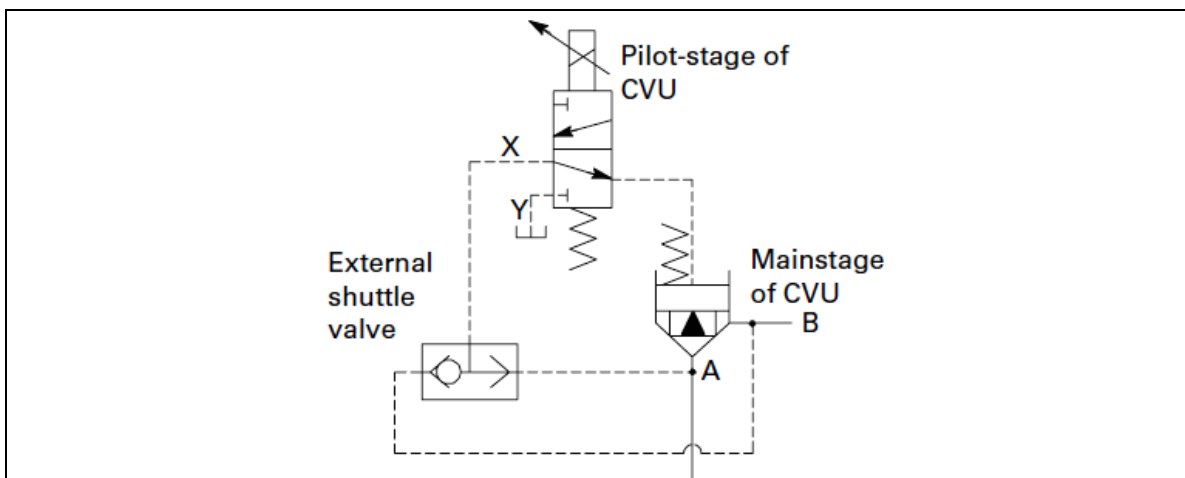 Pilot-stage of
CVU
X
Y
External
shuttle
valve
Mainstage
of CVU
B
A